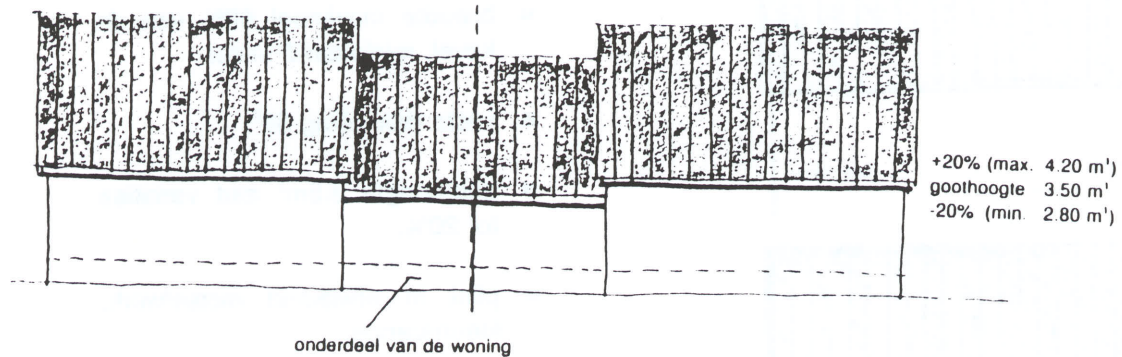 +20% (max. 4.20 m')
goothoogte 3.50 m'
-20% (min. 2.80 m')
onderdeel van de woning